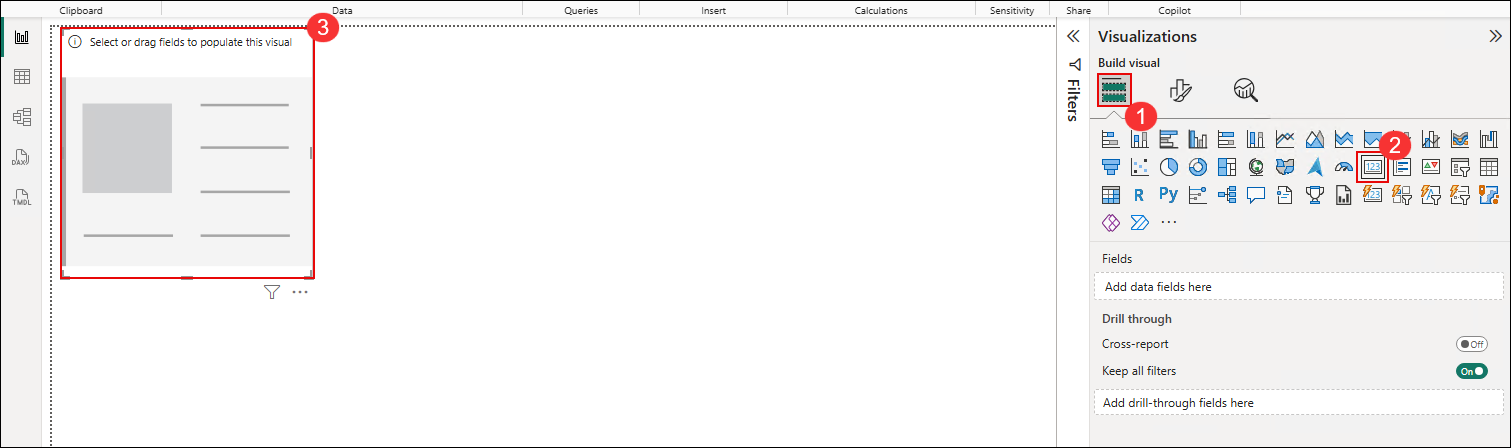 Clipboard Data Queries Insert Calculations Sensitivity Share Copilot
3
Select or drag fields to populate this visual
DAX
TMDL
Filters
Visualizations
Build visual
1
2
123
R Py
123
Fields
Add data fields here
Drill through
Cross-report Off
Keep all filters On
Add drill-through fields here